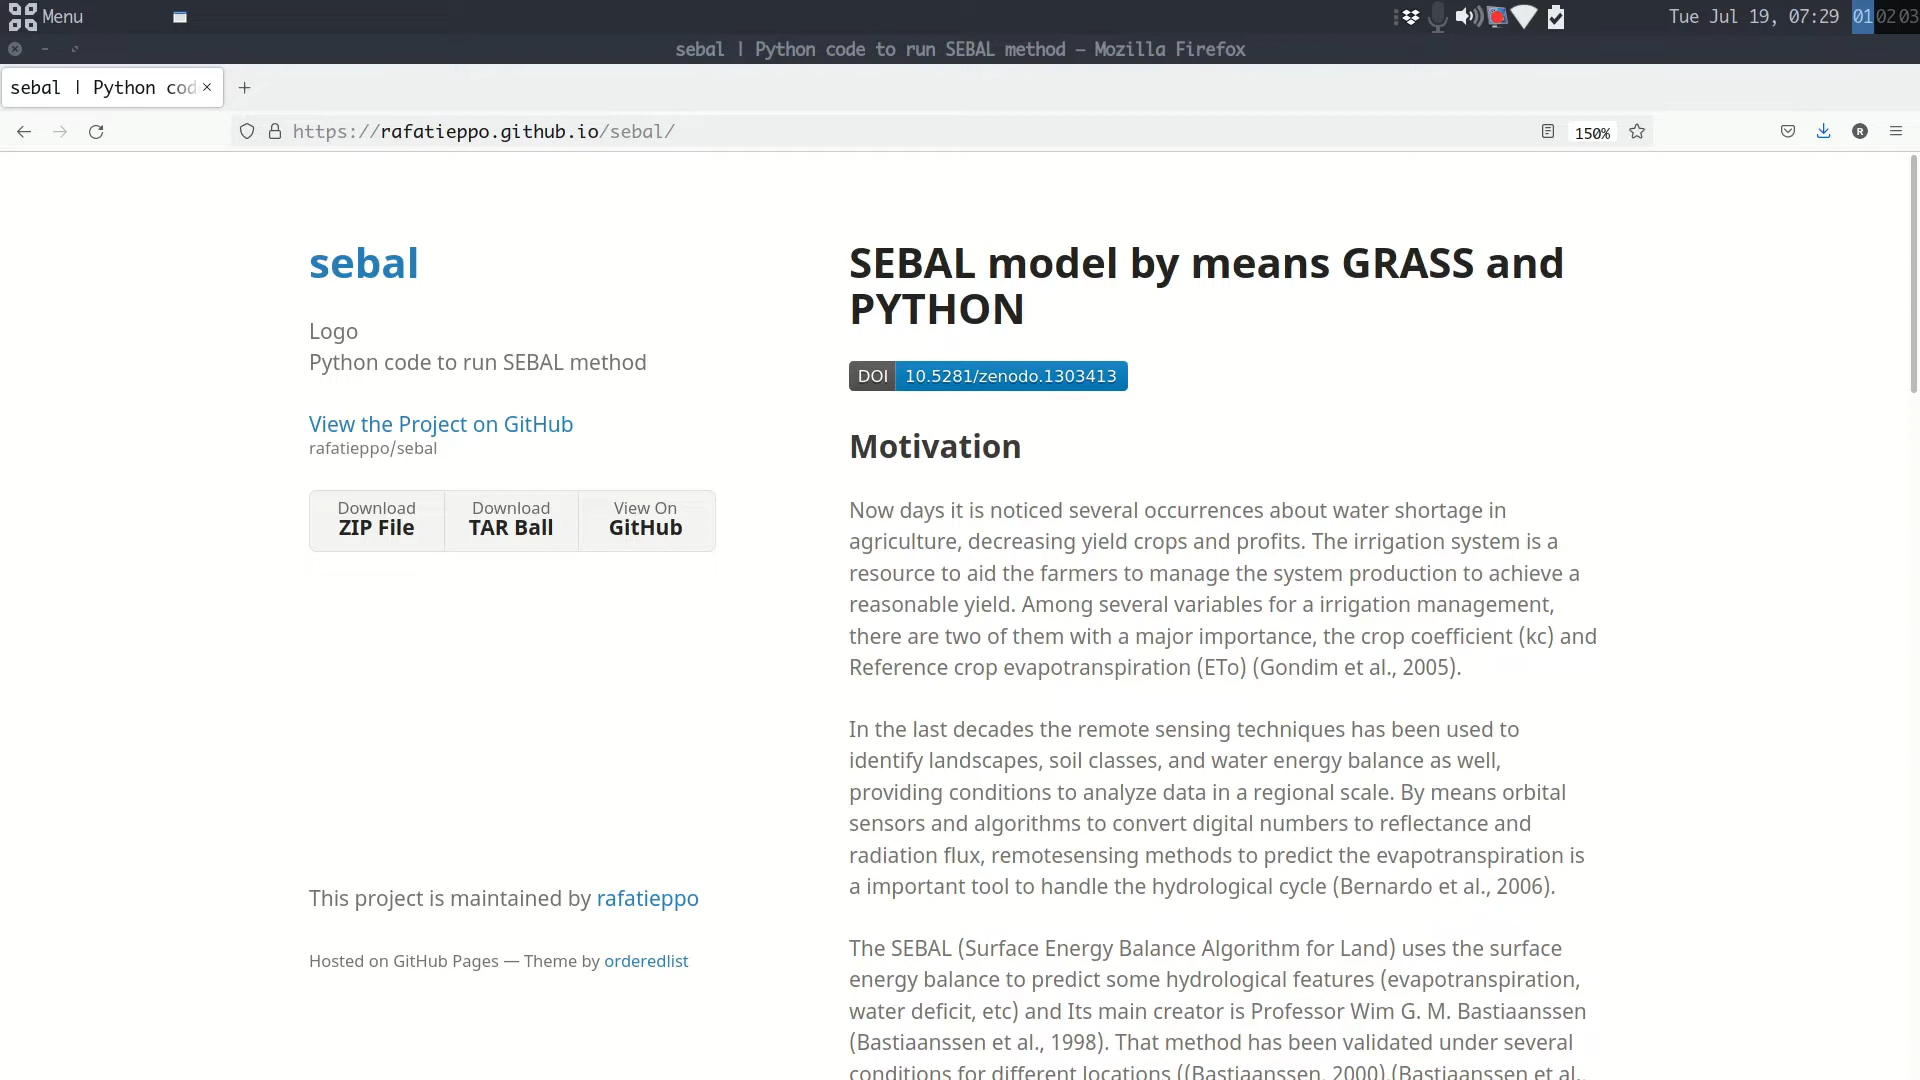 Menu
Tue Jul 19, 07:29
01 02 03
sebal | Python code to run SEBAL method — Mozilla Firefox
sebal | Python cod
https://rafatieppo.github.io/sebal/
150%
R
sebal
Logo
Python code to run SEBAL method
View the Project on GitHub
rafatieppo/sebal
Download
ZIP File
Download
TAR Ball
View On
GitHub
This project is maintained by rafatieppo
Hosted on GitHub Pages — Theme by orderedlist
SEBAL model by means GRASS and
PYTHON
DOI 10.5281/zenodo.1303413
Motivation
Now days it is noticed several occurrences about water shortage in
agriculture, decreasing yield crops and profits. The irrigation system is a
resource to aid the farmers to manage the system production to achieve a
reasonable yield. Among several variables for a irrigation management,
there are two of them with a major importance, the crop coefficient (kc) and
Reference crop evapotranspiration (ETo) (Gondim et al., 2005).
In the last decades the remote sensing techniques has been used to
identify landscapes, soil classes, and water energy balance as well,
providing conditions to analyze data in a regional scale. By means orbital
sensors and algorithms to convert digital numbers to reflectance and
radiation flux, remotesensing methods to predict the evapotranspiration is
a important tool to handle the hydrological cycle (Bernardo et al., 2006).
The SEBAL (Surface Energy Balance Algorithm for Land) uses the surface
energy balance to predict some hydrological features (evapotranspiration,
water deficit, etc) and Its main creator is Professor Wim G. M. Bastiaanssen
(Bastiaanssen et al., 1998). That method has been validated under several
conditions for different locations ((Bastiaanssen, 2000),(Bastiaanssen et al.,